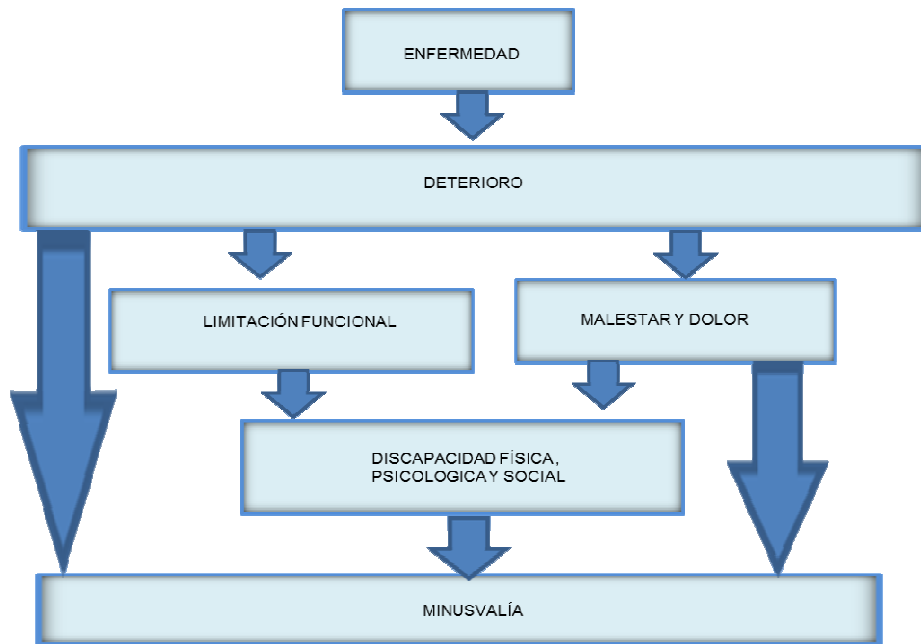 ENFERMEDAD
DETERIORO
LIMITACIÓN FUNCIONAL
MALESTAR Y DOLOR
DISCAPACIDAD FÍSICA,
PSICOLOGICA Y SOCIAL
MINUSVALÍA